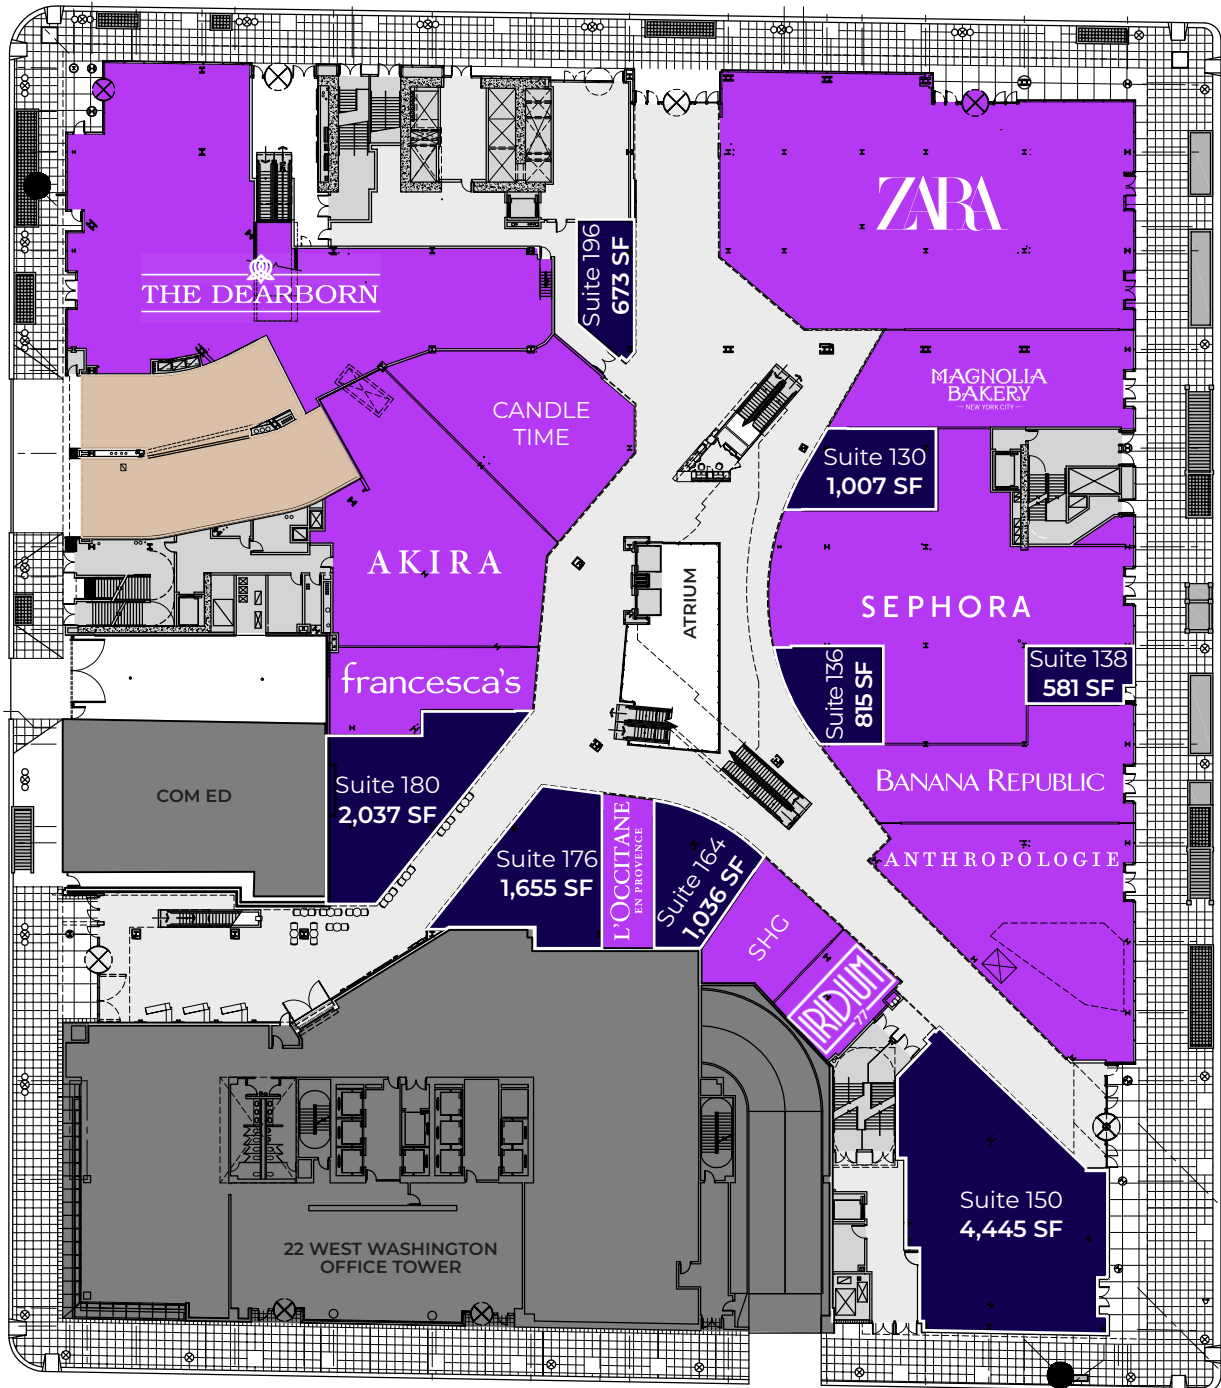 ZARA
Suite 196
673 SF
THE DEARBORN
MAGNOLIA
BAKERY
NEW YORK CITY
CANDLE
TIME
Suite 130
1,007 SF
AKIRA
ATRIUM
SEPHORA
francesca's
Suite 136
815 SF
Suite 138
581 SF
COM ED
Suite 180
2,037 SF
BANANA REPUBLIC
Suite 176
1,655 SF
L'OCCITANE
EN PROVENCE
Suite 164
1,036 SF
ANTHROPOLOGIE
SHG
IRIDIUM
77
Suite 150
4,445 SF
22 WEST WASHINGTON
OFFICE TOWER